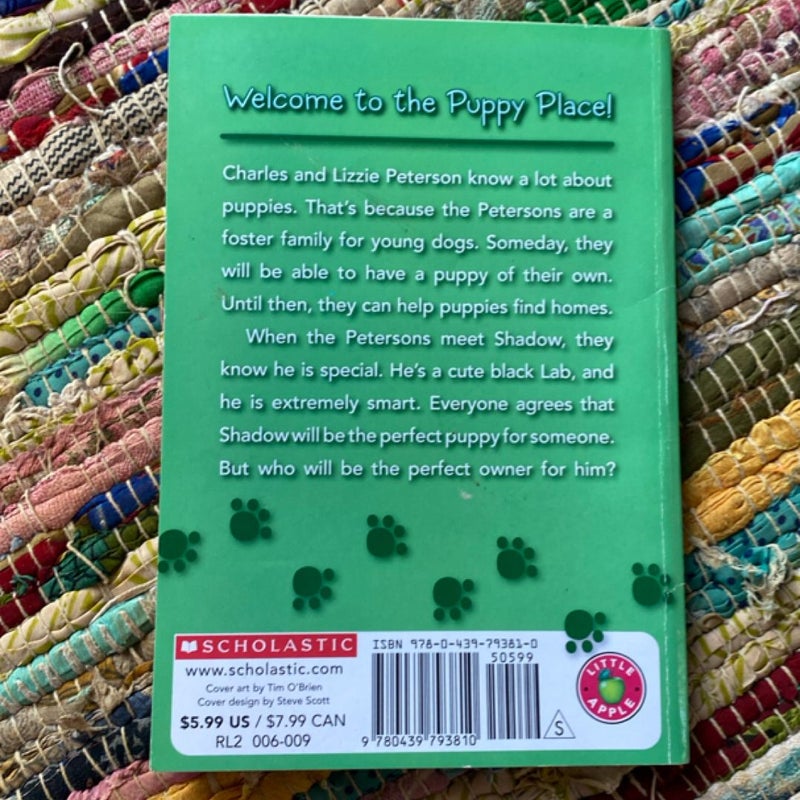 Welcome to the Puppy Place!
Charles and Lizzie Peterson know a lot about
puppies. That's because the Petersons are a
foster family for young dogs. Someday, they
will be able to have a puppy of their own.
Until then, they can help puppies find homes.
When the Petersons meet Shadow, they
know he is special. He's a cute black Lab, and
he is extremely smart. Everyone agrees that
Shadow will be the perfect puppy for someone.
But who will be the perfect owner for him?
SCHOLASTIC
www.scholastic.com
Cover art by Tim O'Brien
Cover design by Steve Scott
$5.99 US / $7.99 CAN
RL2 006-009
ISBN 978-0-439-79381-0
50599
9 780439 793810
S
LITTLE
APPLE